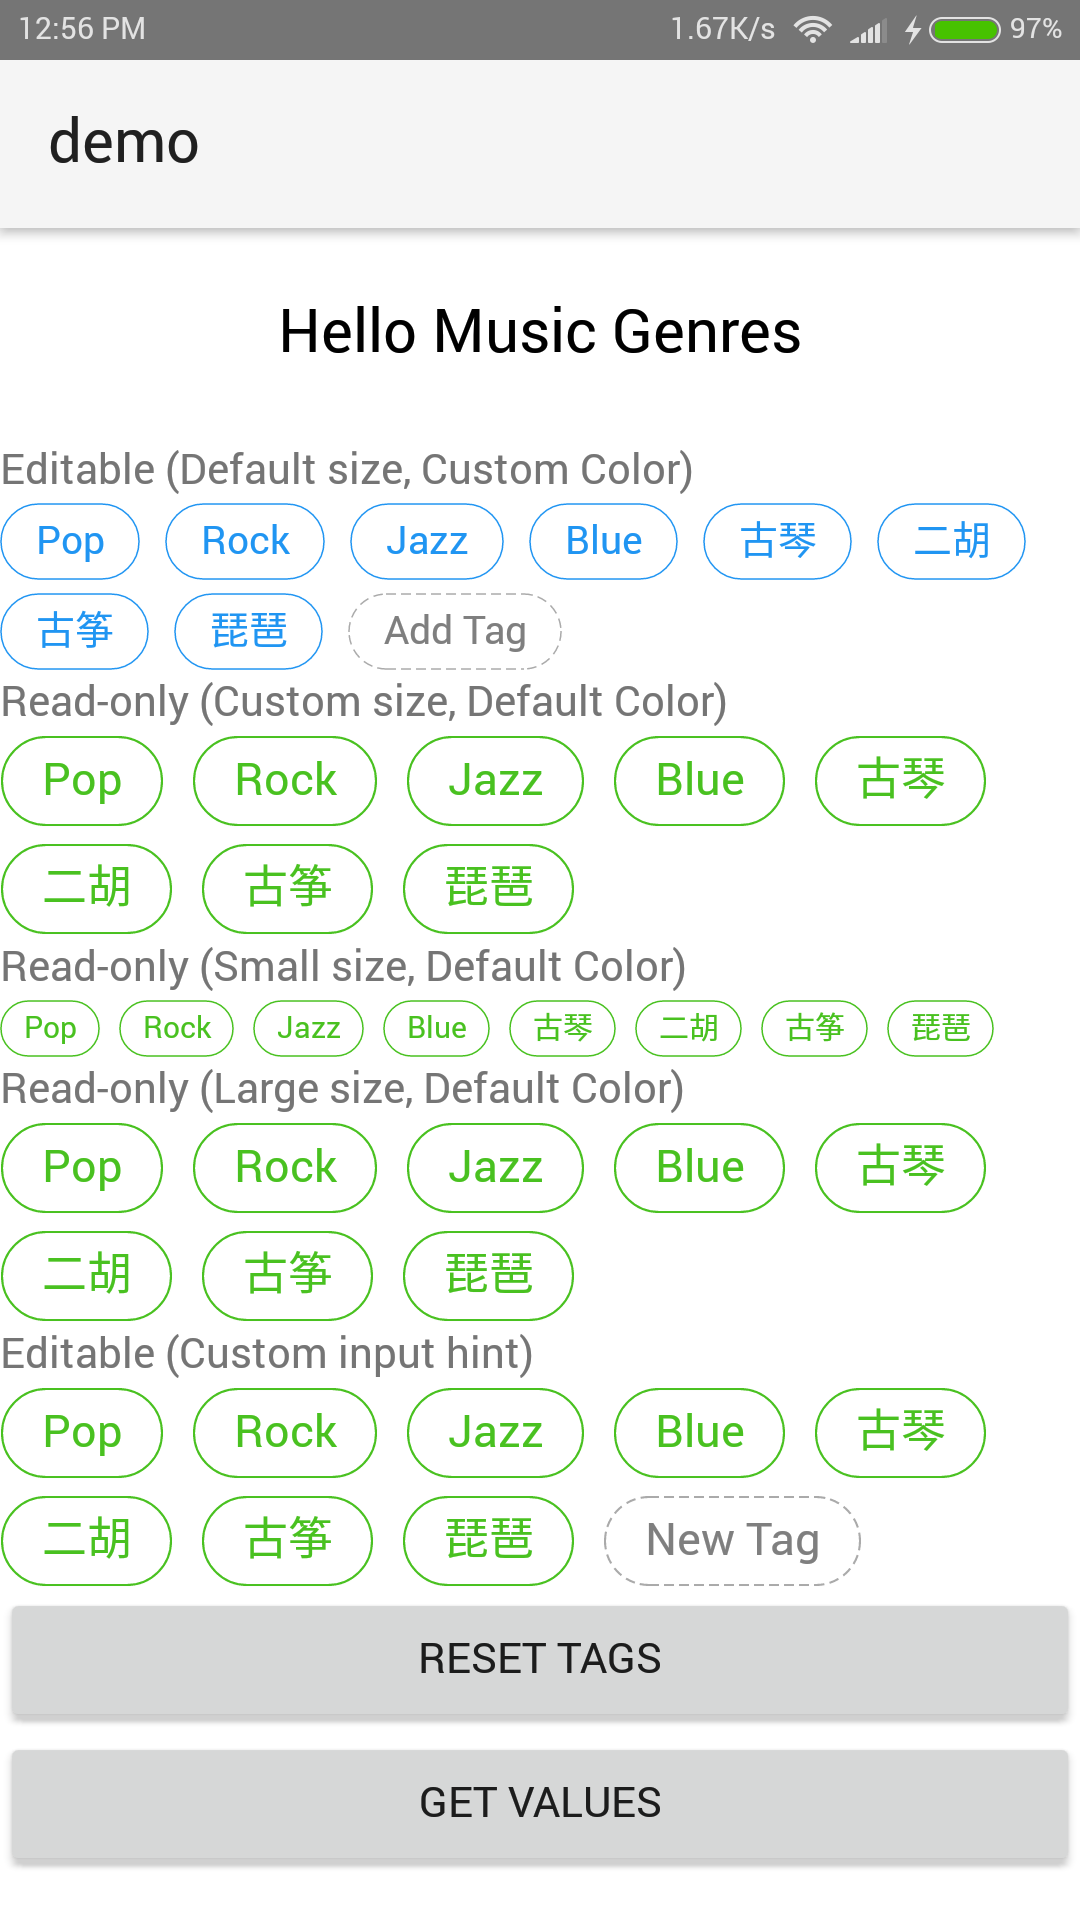 12:56 PM 1.67K/s 97%
demo
Hello Music Genres
Editable (Default size, Custom Color)
Pop Rock Jazz Blue 古琴 二胡
古筝 琵琶 Add Tag
Read-only (Custom size, Default Color)
Pop Rock Jazz Blue 古琴
二胡 古筝 琵琶
Read-only (Small size, Default Color)
Pop Rock Jazz Blue 古琴 二胡 古筝 琵琶
Read-only (Large size, Default Color)
Pop Rock Jazz Blue 古琴
二胡 古筝 琵琶
Editable (Custom input hint)
Pop Rock Jazz Blue 古琴
二胡 古筝 琵琶 New Tag
RESET TAGS
GET VALUES